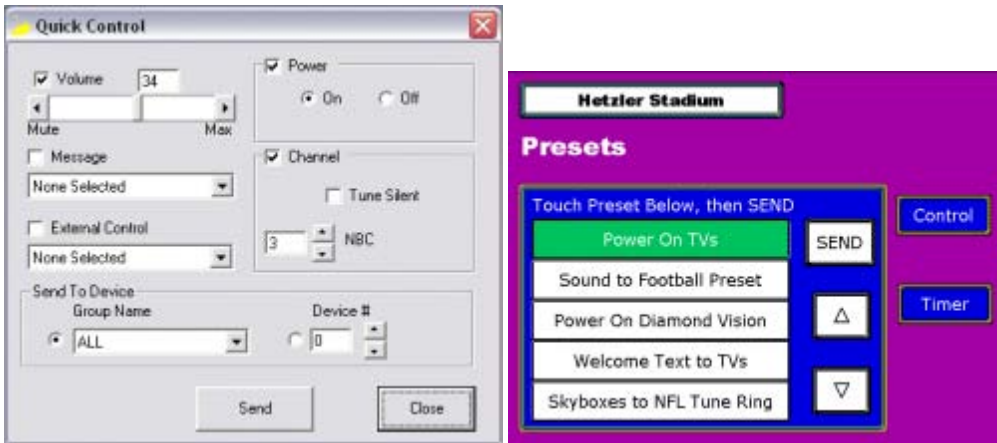 Quick Control
Volume 34
Mute Max
Power
On Off
Message
None Selected
Channel
Tune Silent
3 NBC
External Control
None Selected
Send To Device
Group Name Device #
ALL 0
Send Close
Hetzler Stadium
Presets
Touch Preset Below, then SEND
Power On TVs
Sound to Football Preset
Power On Diamond Vision
Welcome Text to TVs
Skyboxes to NFL Tune Ring
SEND
Control
Timer